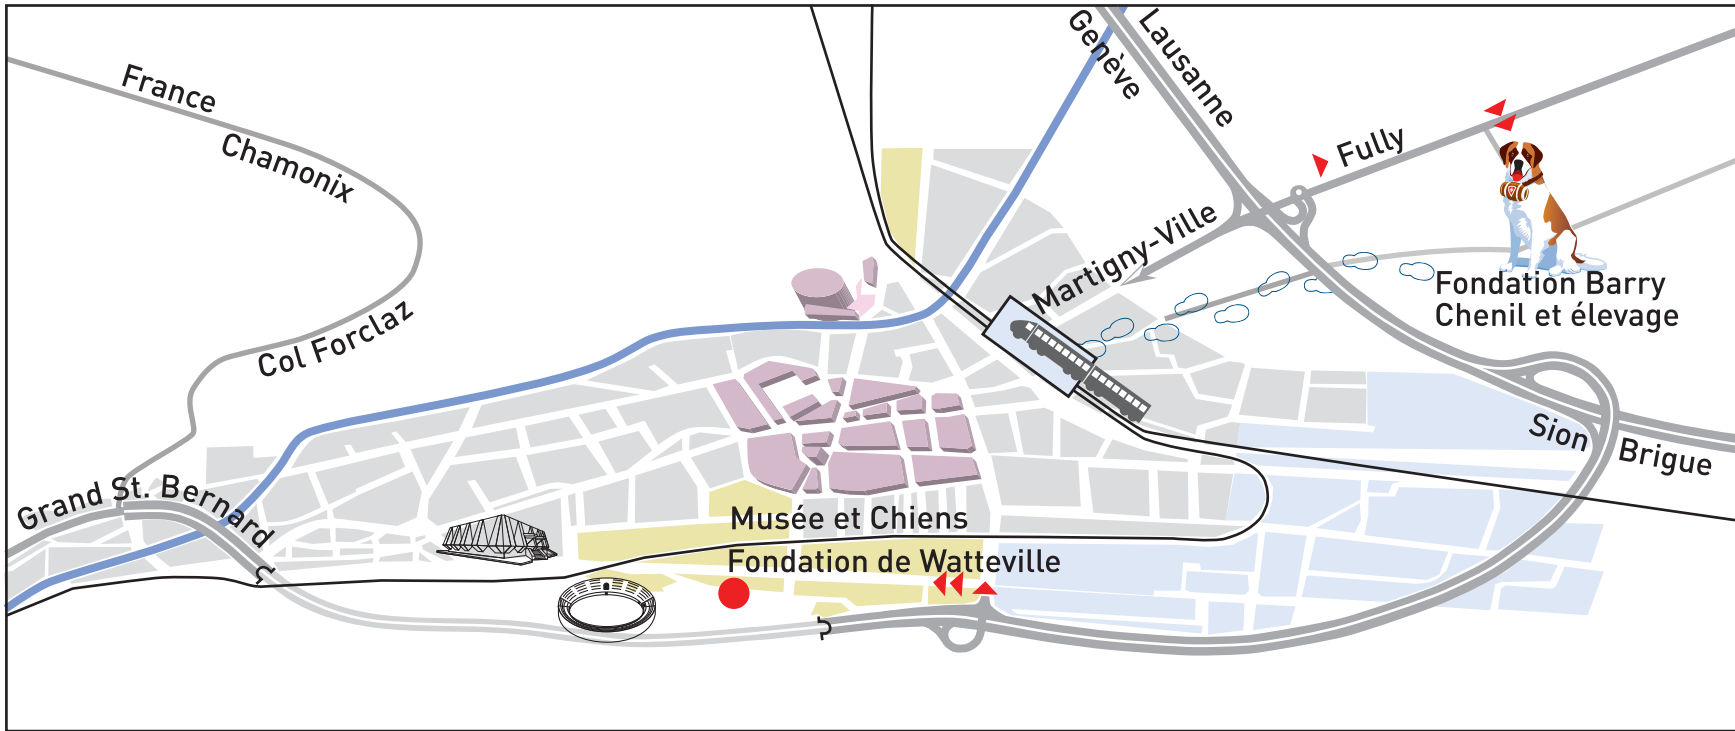 France
Chamonix
Col Forclaz
Grand St. Bernard
Genève
Lausanne
Fully
Martigny-Ville
Fondation Barry
Chenil et élevage
Sion
Brigue
Musée et Chiens
Fondation de Watteville